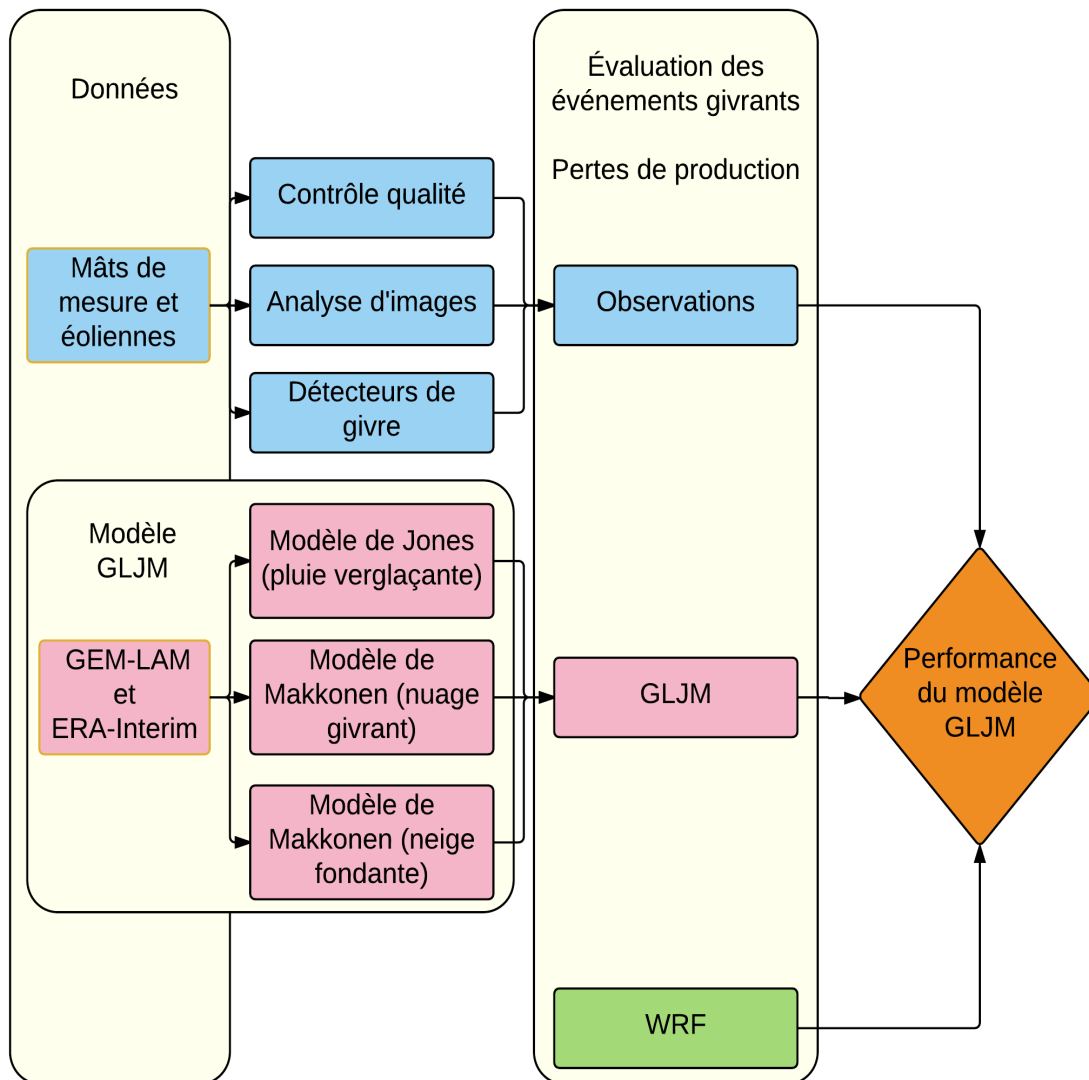 Données
Mâts de
mesure et
éoliennes
Contrôle qualité
Analyse d'images
Détecteurs de
givre
Évaluation des
événements givrants
Pertes de production
Observations
Modèle
GLJM
GEM-LAM
et
ERA-Interim
Modèle de Jones
(pluie verglaçante)
Modèle de
Makkonen (nuage
givrant)
Modèle de
Makkonen (neige
fondante)
GLJM
WRF
Performance
du modèle
GLJM